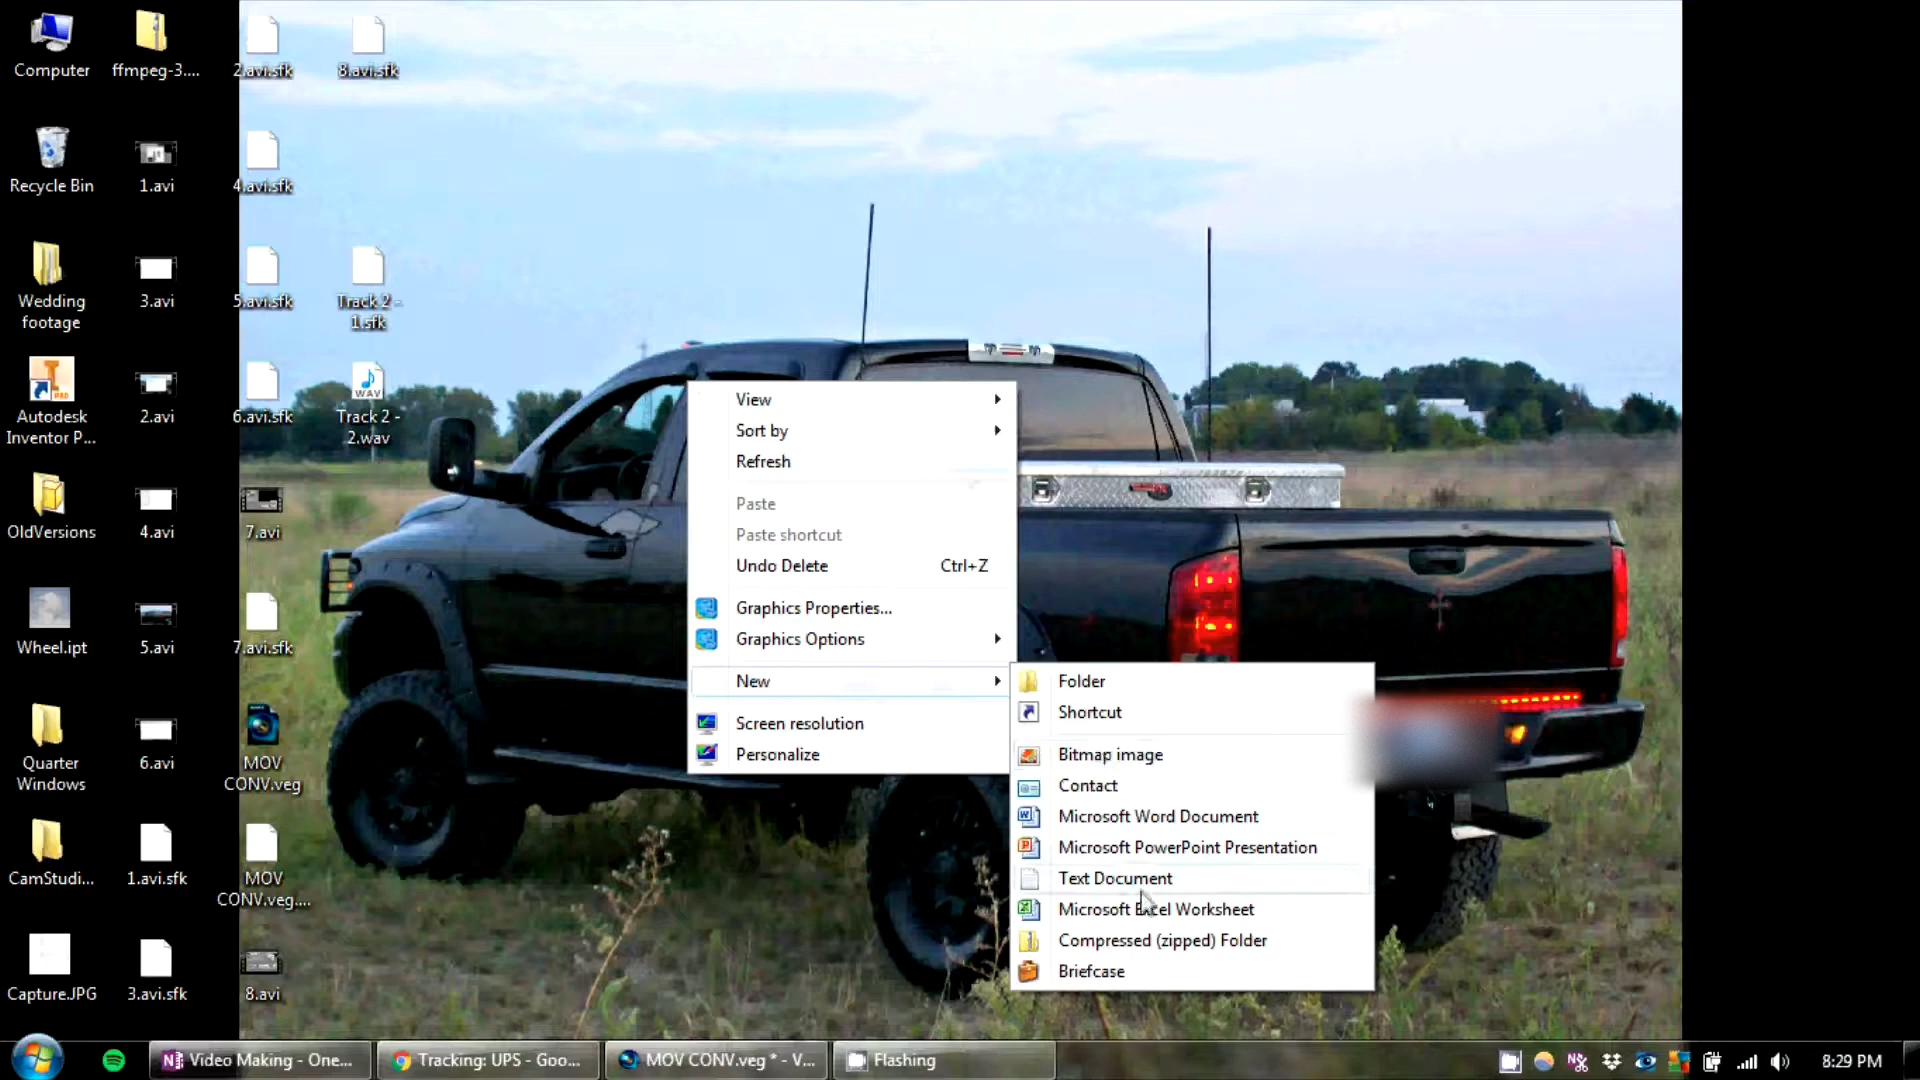 Computer
ffmpeg-3....
2.avi.sfk
8.avi.sfk
Recycle Bin
1.avi
4.avi.sfk
Wedding
footage
3.avi
5.avi.sfk
Track 2 -
1.sfk
Autodesk
Inventor P...
2.avi
6.avi.sfk
WAV
Track 2 -
2.wav
OldVersions
4.avi
7.avi
Wheel.ipt
5.avi
7.avi.sfk
Quarter
Windows
6.avi
MOV
CONV.veg
CamStudi...
1.avi.sfk
MOV
CONV.veg....
Capture.JPG
3.avi.sfk
8.avi
View
Sort by
Refresh
Paste
Paste shortcut
Undo Delete Ctrl+Z
Graphics Properties...
Graphics Options
New
Screen resolution
Personalize
Folder
Shortcut
Bitmap image
Contact
Microsoft Word Document
Microsoft PowerPoint Presentation
Text Document
Microsoft Excel Worksheet
Compressed (zipped) Folder
Briefcase
Video Making - One...
Tracking: UPS - Goo...
MOV CONV.veg * - V...
Flashing
8:29 PM